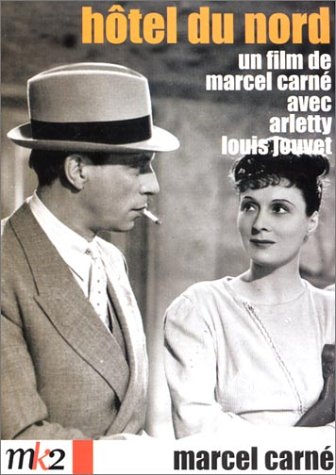 hôtel du nord
un film de
marcel carné
avec
arletty
louis jouvet
mk2
marcel carné